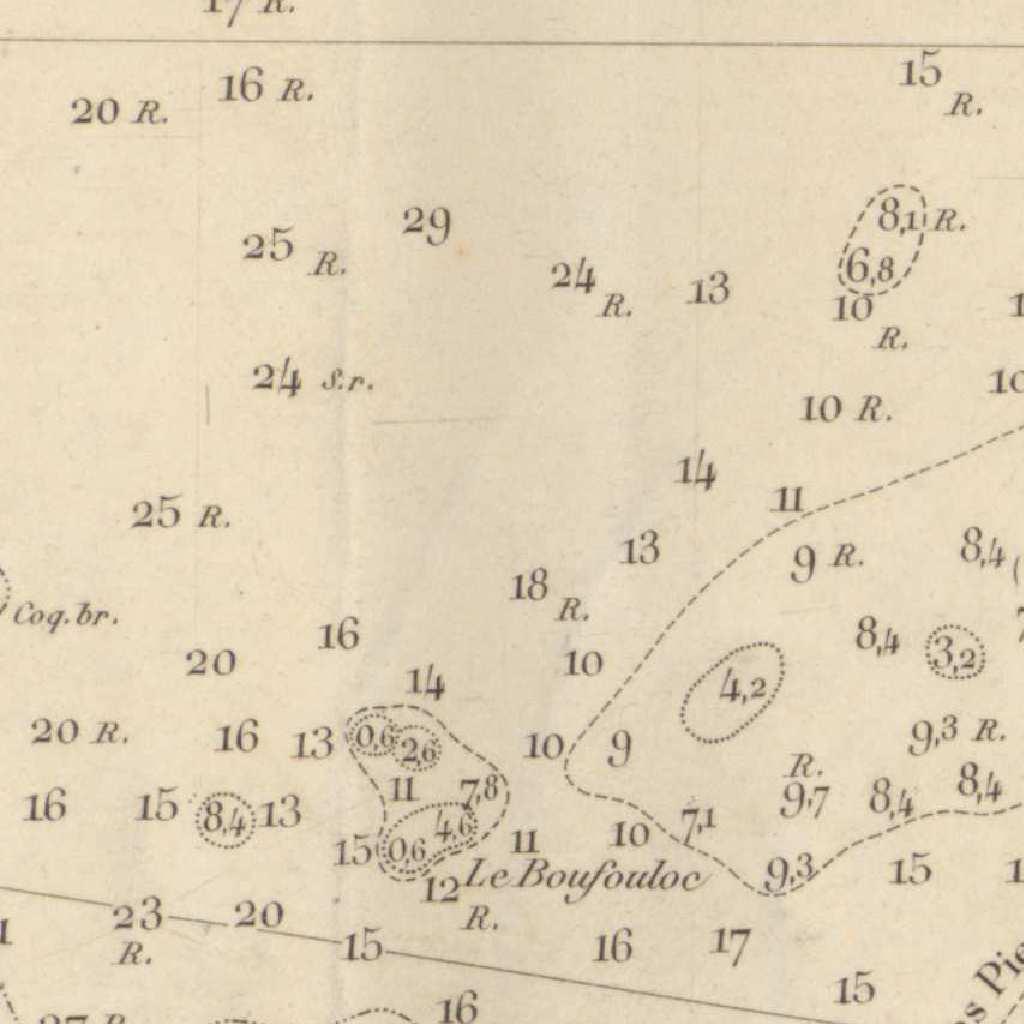 17 R.
15 R.
20 R. 16 R.
8,1 R.
25 R. 29
24 R. 13
6,8
10 R.
24 S.r.
10
10 R.
14
11
25 R.
13
9 R.
8,4
18 R.
Coq.br.
16
8,4
3,2
20
14
10
4,2
20 R. 16 13
0,6
2,6
10
9
9,3 R.
R.
9,7
16 15
8,4
13
11
7,8
8,4
8,4
4,6
15
0,6
11
10
7,1
12 Le Boufouloc
R.
9,3
15
23 R.
20
15
16
17
15
16